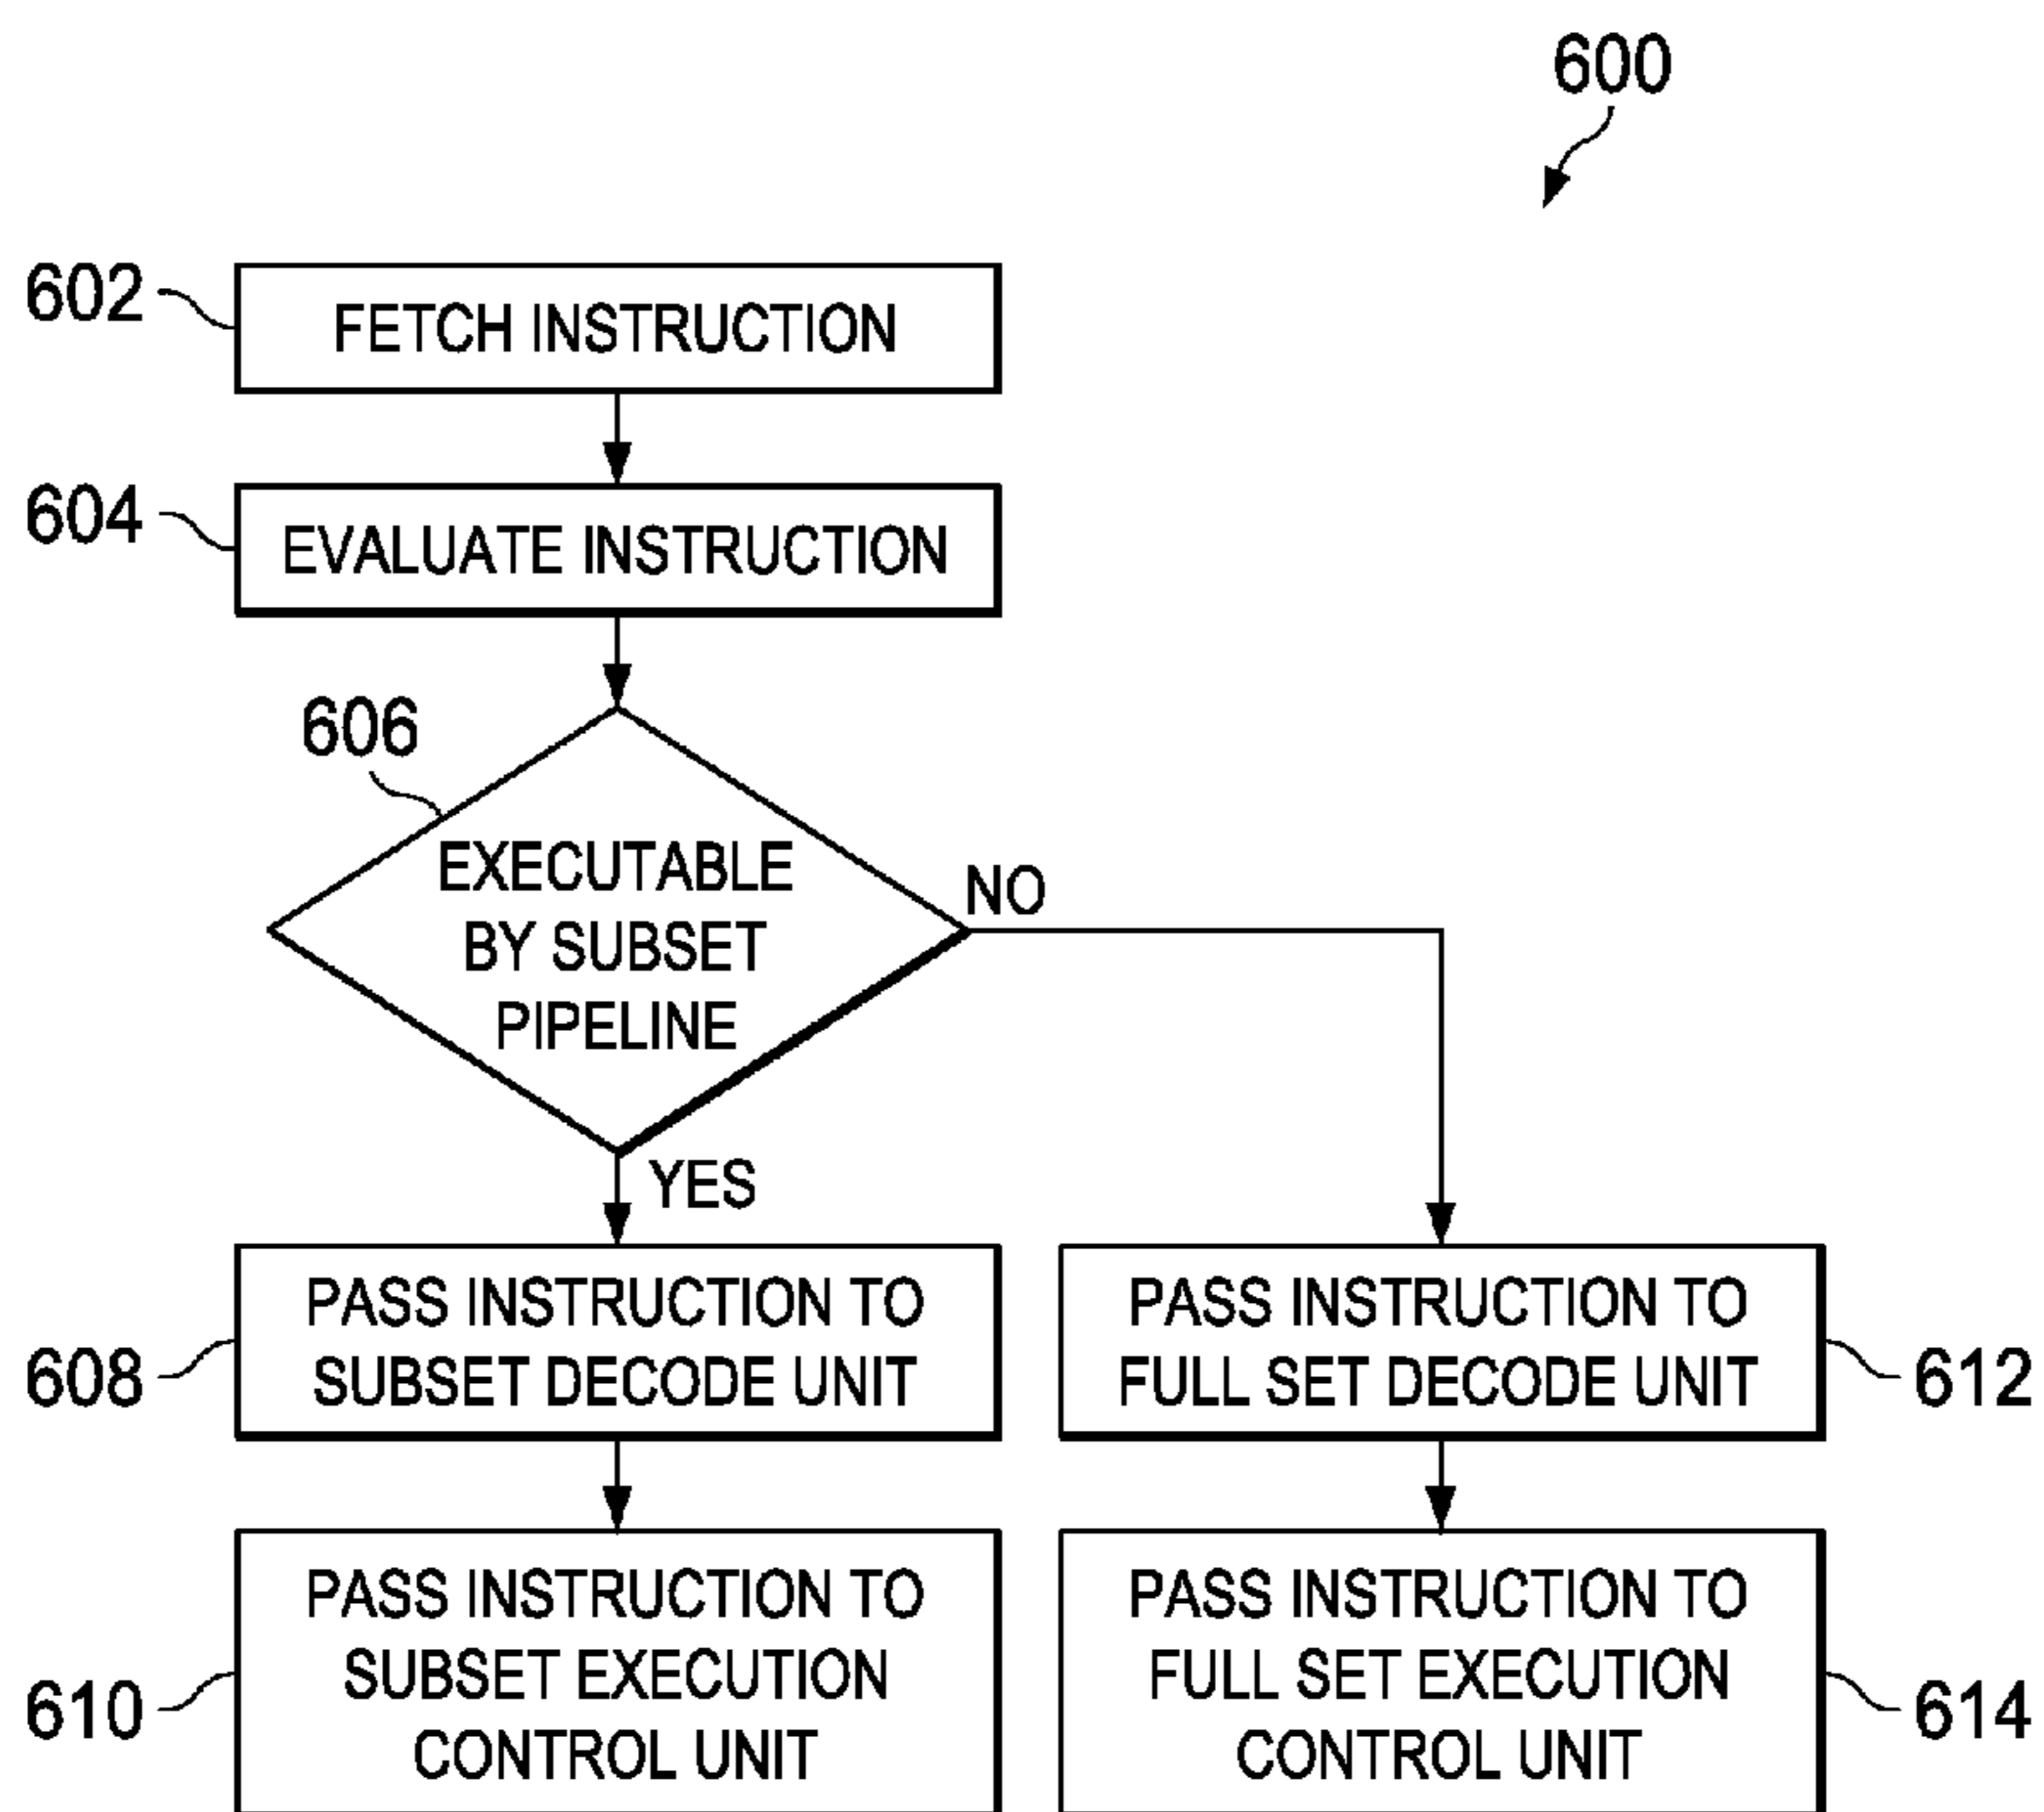 600
602
FETCH INSTRUCTION
604
EVALUATE INSTRUCTION
606
EXECUTABLE
BY SUBSET
PIPELINE
NO
YES
608
PASS INSTRUCTION TO
SUBSET DECODE UNIT
PASS INSTRUCTION TO
FULL SET DECODE UNIT
612
610
PASS INSTRUCTION TO
SUBSET EXECUTION
CONTROL UNIT
PASS INSTRUCTION TO
FULL SET EXECUTION
CONTROL UNIT
614